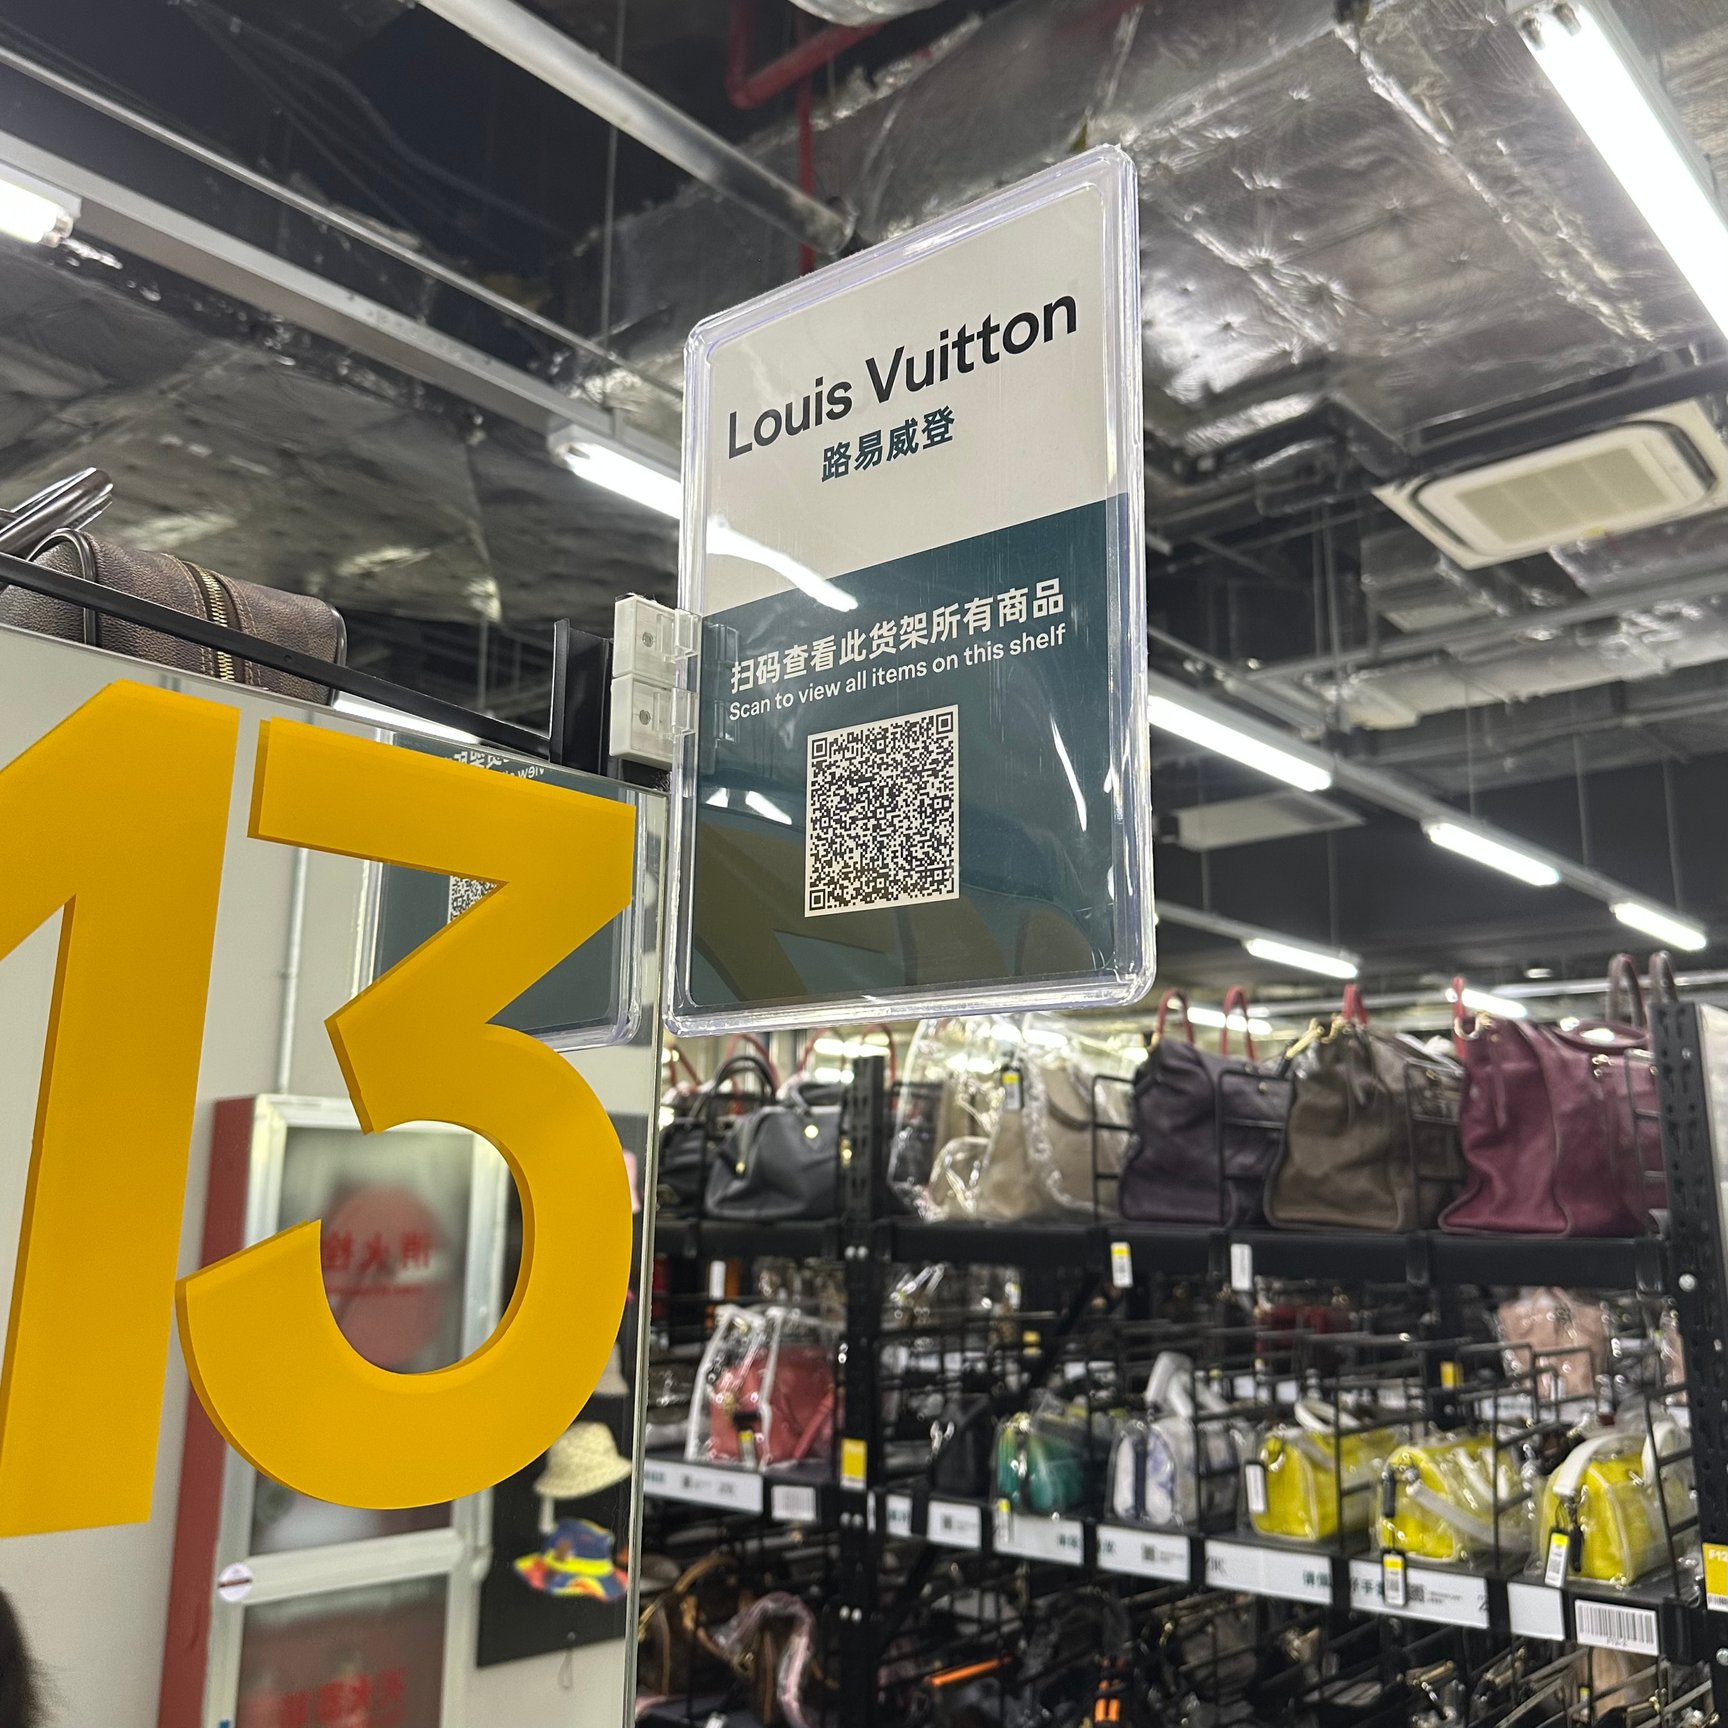 Louis Vuitton
路易威登
扫码查看此货架所有商品
Scan to view all items on this shelf
13